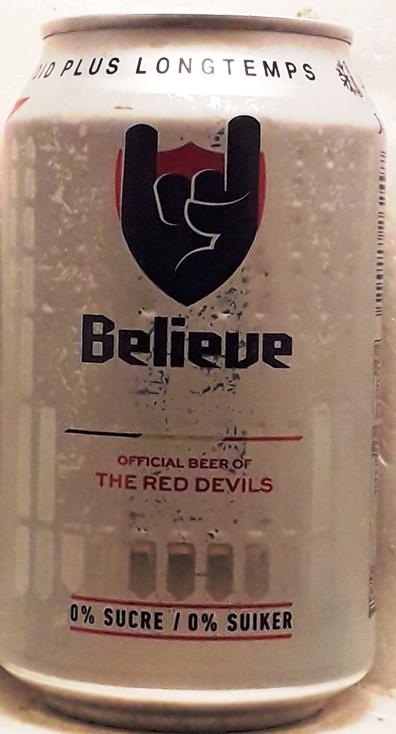 PLUS LONGTEMPS
Believe
OFFICIAL BEER OF
THE RED DEVILS
0% SUCRE / 0% SUIKER